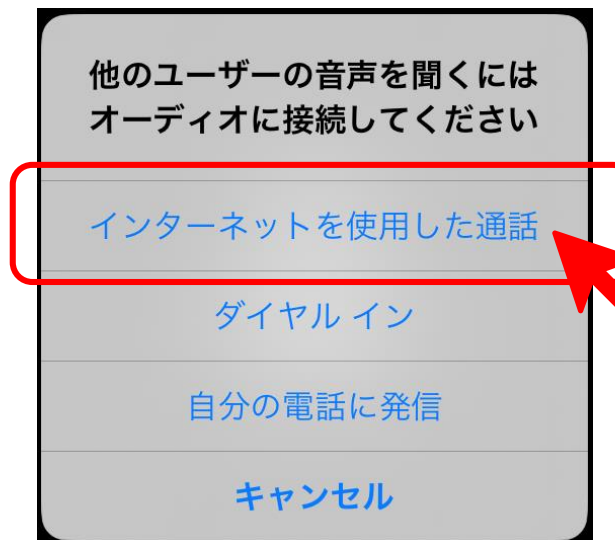 他のユーザーの音声を聞くには
オーディオに接続してください
インターネットを使用した通話
ダイヤル イン
自分の電話に発信
キャンセル